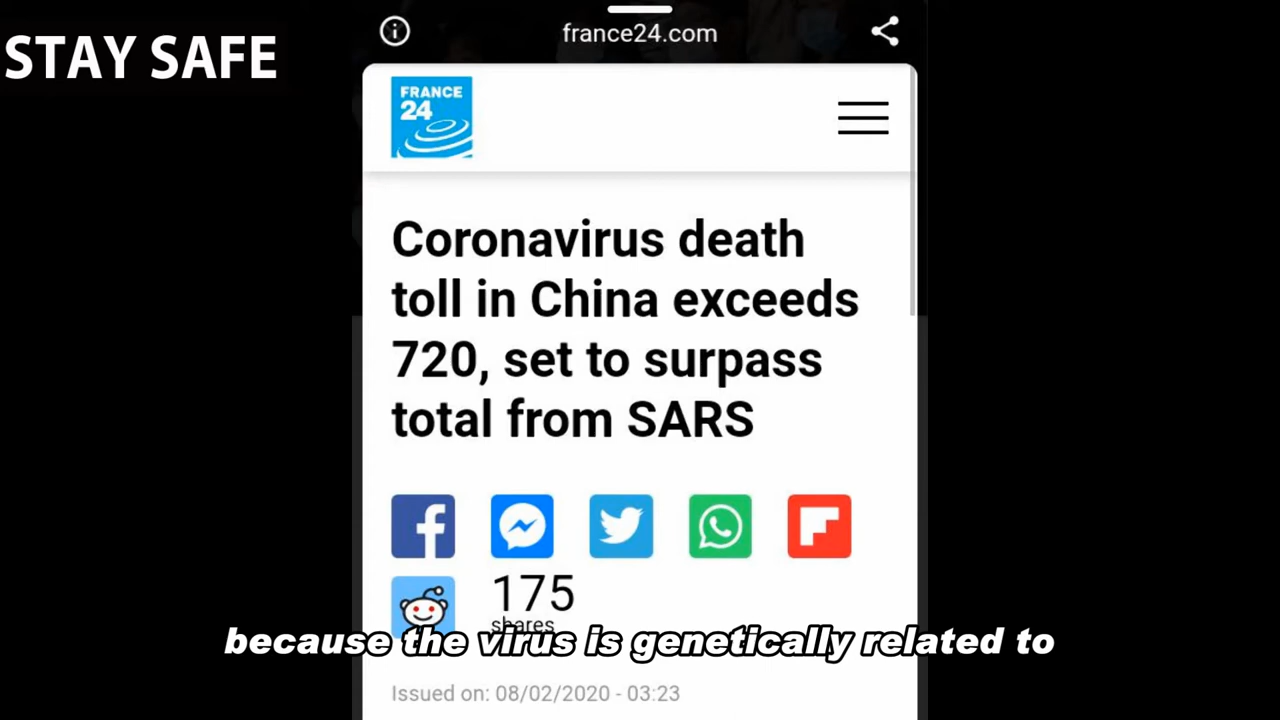 STAY SAFE
france24.com
FRANCE
24
Coronavirus death
toll in China exceeds
720, set to surpass
total from SARS
175
shares
because the virus is genetically related to
Issued on: 08/02/2020 - 03:23